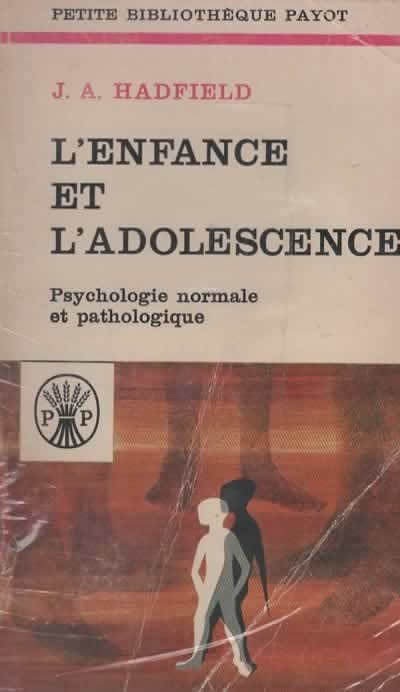 PETITE BIBLIOTHÈQUE PAYOT
J. A. HADFIELD
L'ENFANCE
ET
L'ADOLESCENCE
Psychologie normale
et pathologique
P P